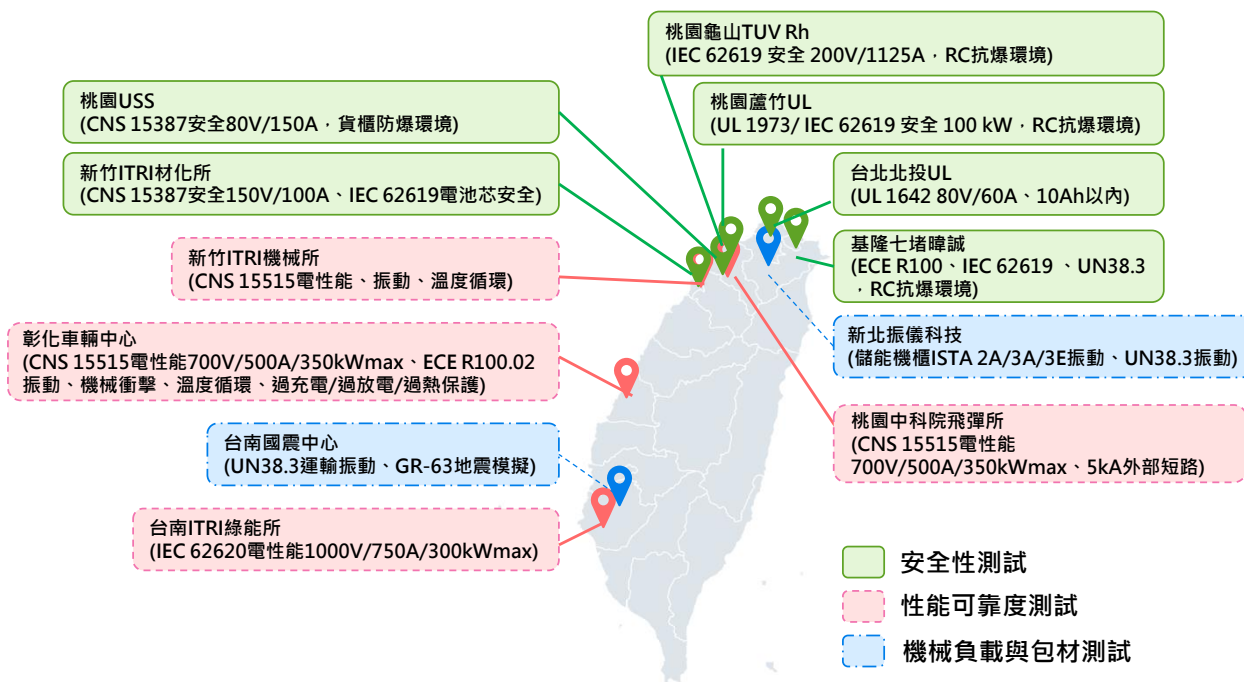 桃園龜山TUV Rh
(IEC 62619 安全 200V/1125A，RC抗爆環境)
桃園USS
(CNS 15387安全80V/150A，貨櫃防爆環境)
桃園蘆竹UL
(UL 1973/ IEC 62619 安全 100 kW，RC抗爆環境)
新竹ITRI材化所
(CNS 15387安全150V/100A、IEC 62619電池芯安全)
台北北投UL
(UL 1642 80V/60A、10Ah以內)
新竹ITRI機械所
(CNS 15515電性能、振動、溫度循環)
基隆七堵暐誠
(ECE R100、IEC 62619 、UN38.3
，RC抗爆環境)
彰化車輛中心
(CNS 15515電性能700V/500A/350kWmax、ECE R100.02
振動、機械衝擊、溫度循環、過充電/過放電/過熱保護)
新北振儀科技
(儲能機櫃ISTA 2A/3A/3E振動、UN38.3振動)
桃園中科院飛彈所
(CNS 15515電性能
700V/500A/350kWmax、5kA外部短路)
台南國震中心
(UN38.3運輸振動、GR-63地震模擬)
台南ITRI綠能所
(IEC 62620電性能1000V/750A/300kWmax)
安全性測試
性能可靠度測試
機械負載與包材測試